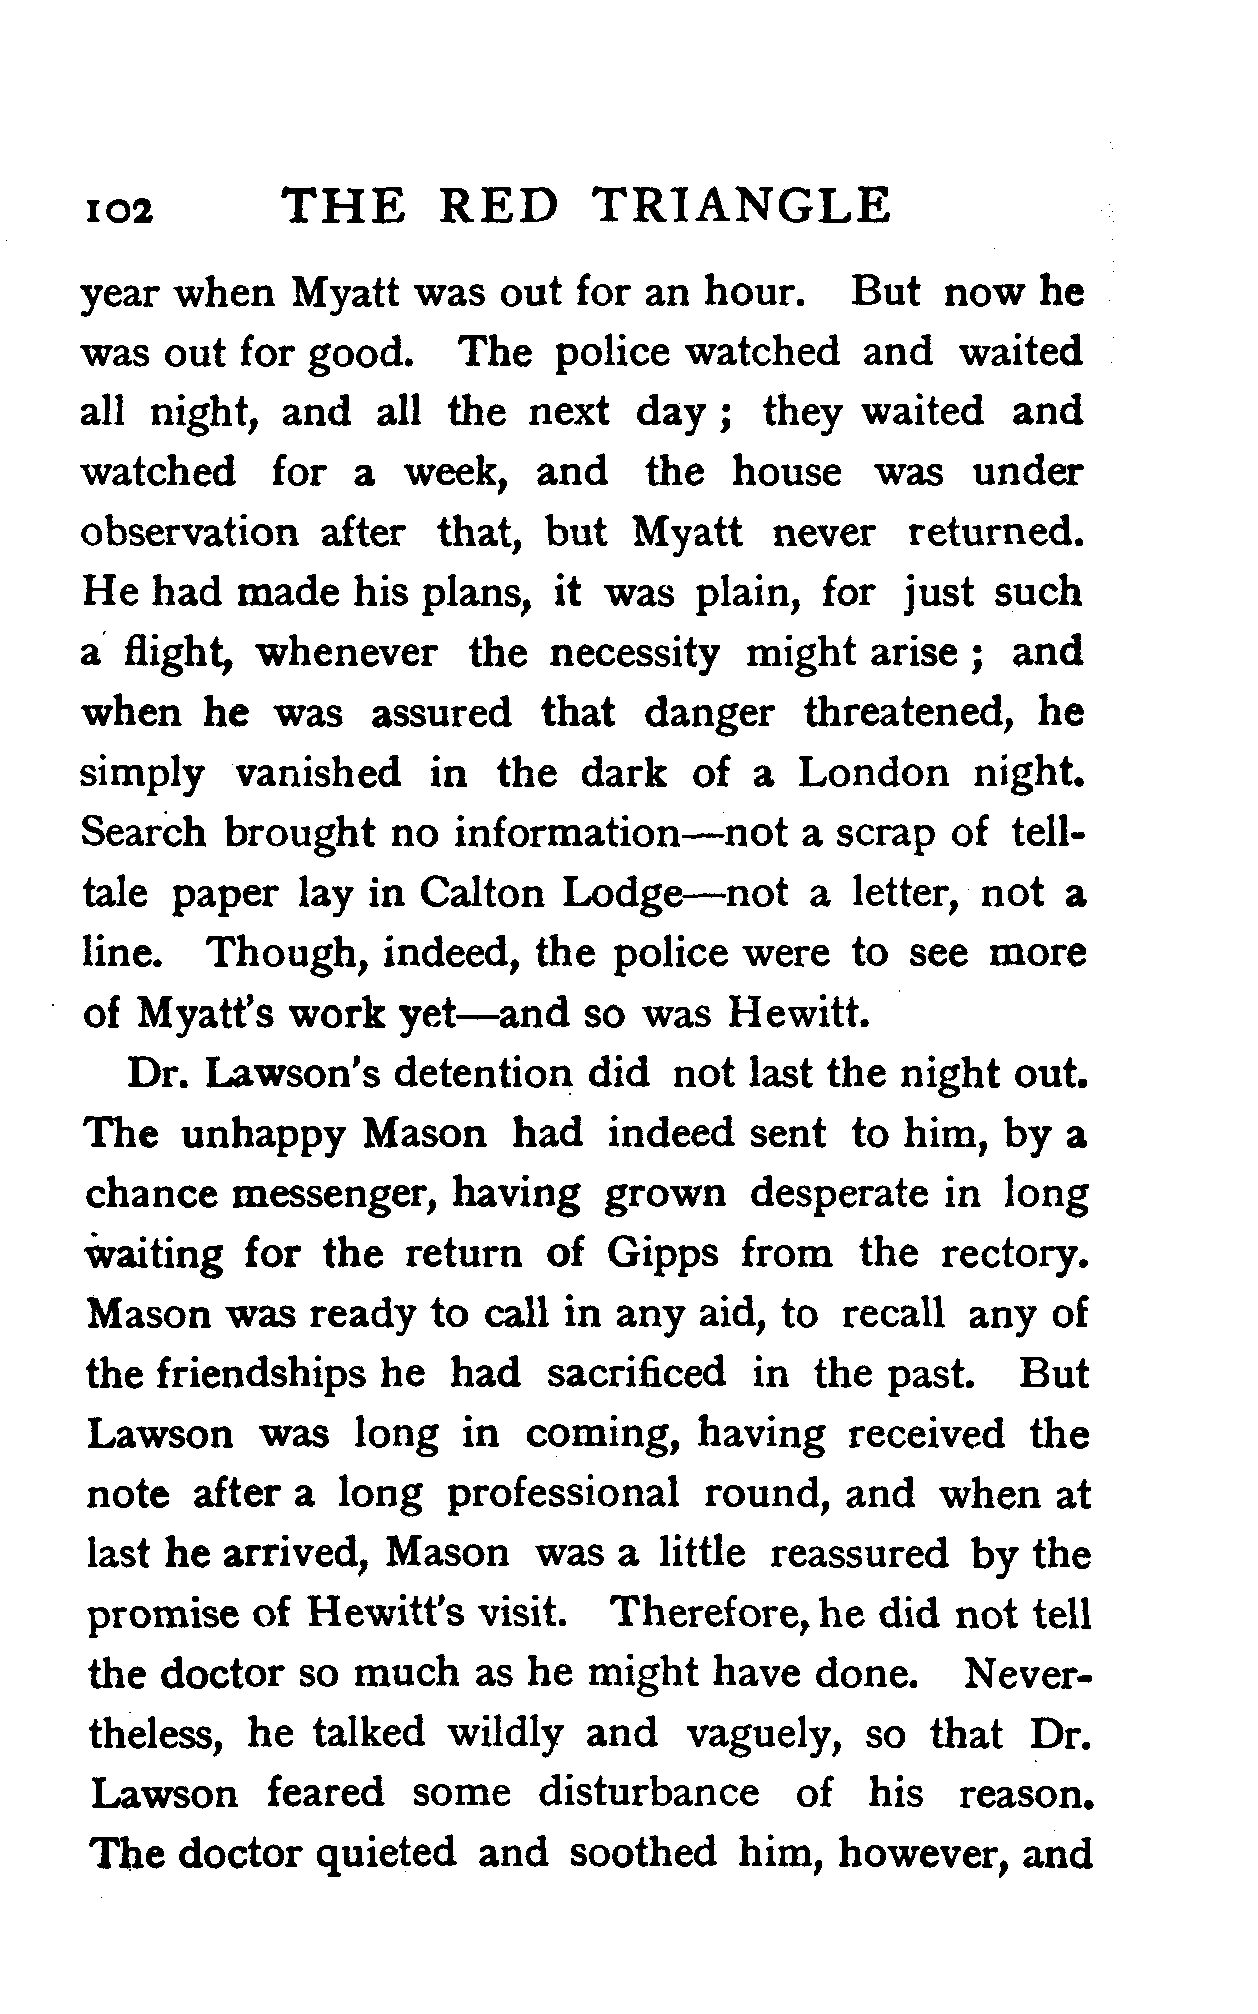 102 THE RED TRIANGLE
year when Myatt was out for an hour. But now he
was out for good. The police watched and waited
all night, and all the next day ; they waited and
watched for a week, and the house was under
observation after that, but Myatt never returned.
He had made his plans, it was plain, for just such
a flight, whenever the necessity might arise ; and
when he was assured that danger threatened, he
simply vanished in the dark of a London night.
Search brought no information—not a scrap of tell-
tale paper lay in Calton Lodge—not a letter, not a
line. Though, indeed, the police were to see more
of Myatt's work yet—and so was Hewitt.
Dr. Lawson's detention did not last the night out.
The unhappy Mason had indeed sent to him, by a
chance messenger, having grown desperate in long
waiting for the return of Gipps from the rectory.
Mason was ready to call in any aid, to recall any of
the friendships he had sacrificed in the past. But
Lawson was long in coming, having received the
note after a long professional round, and when at
last he arrived, Mason was a little reassured by the
promise of Hewitt's visit. Therefore, he did not tell
the doctor so much as he might have done. Never-
theless, he talked wildly and vaguely, so that Dr.
Lawson feared some disturbance of his reason.
The doctor quieted and soothed him, however, and